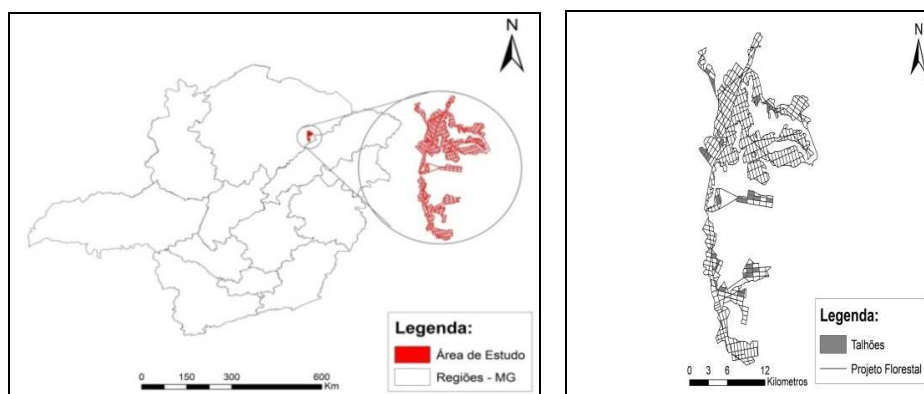 N
Legenda:
Área de Estudo
Regiões - MG
0 150 300 600
Km
N
Legenda:
Talhões
Projeto Florestal
0 3 6 12
Kilometros